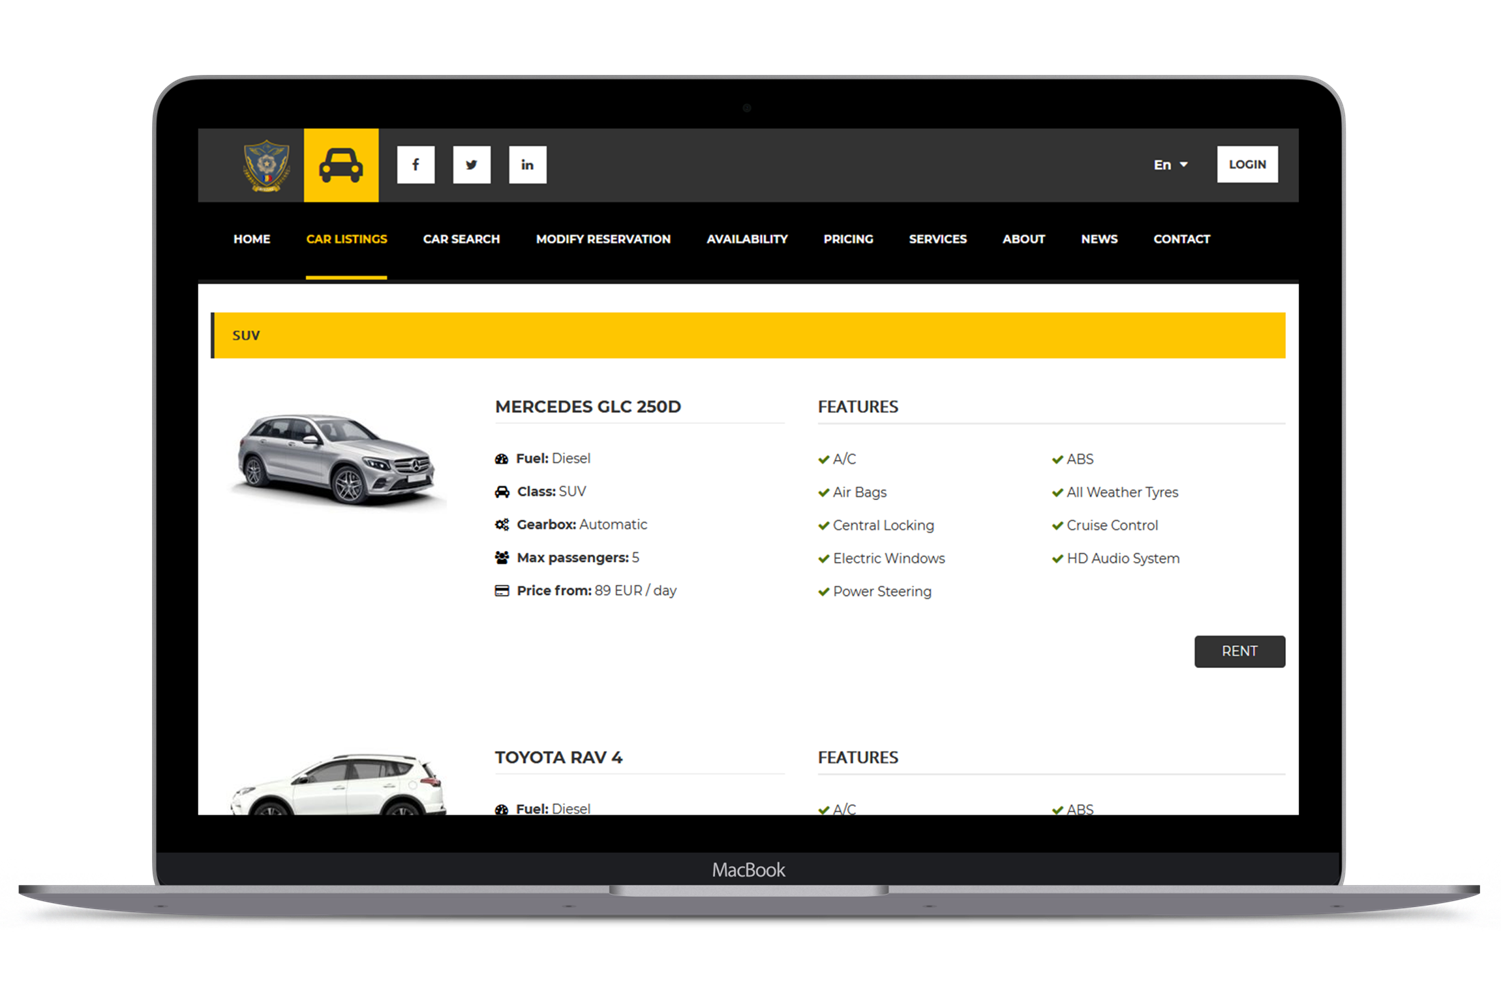 f
in
En
LOGIN
HOME
CAR LISTINGS
CAR SEARCH
MODIFY RESERVATION
AVAILABILITY
PRICING
SERVICES
ABOUT
NEWS
CONTACT
SUV
MERCEDES GLC 250D
Fuel: Diesel
Class: SUV
Gearbox: Automatic
Max passengers: 5
Price from: 89 EUR / day
FEATURES
A/C
ABS
Air Bags
All Weather Tyres
Central Locking
Cruise Control
Electric Windows
HD Audio System
Power Steering
RENT
TOYOTA RAV 4
Fuel: Diesel
FEATURES
A/C
ABS
MacBook